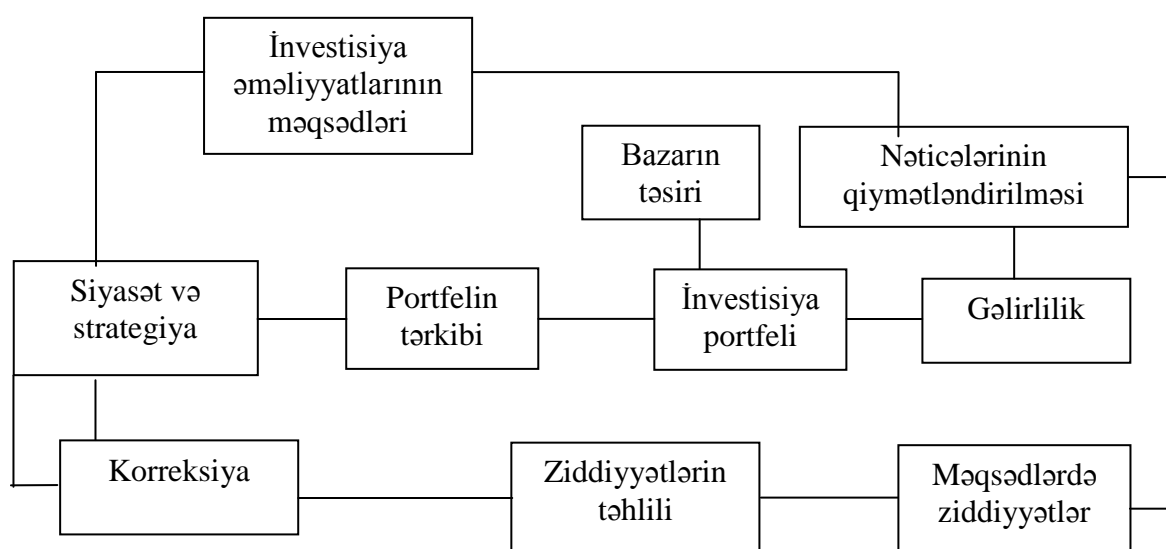 İnvestisiya
əməliyyatlarının
məqsədləri
Bazarın
təsiri
Nəticələrinin
qiymətləndirilməsi
Siyasət və
strategiya
Portfelin
tərkibi
İnvestisiya
portfeli
Gəlirlilik
Korreksiya
Ziddiyyətlərin
təhlili
Məqsədlərdə
ziddiyyətlər